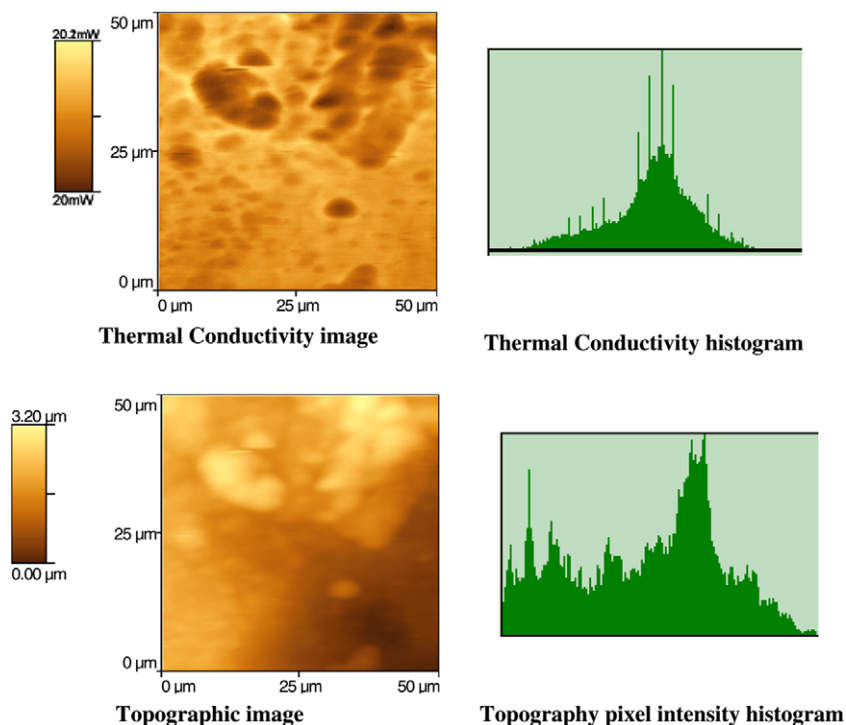 50 µm
20.2mW
25 µm
20mW
0 µm
0 µm 25 µm 50 µm
Thermal Conductivity image
Thermal Conductivity histogram
50 µm
3.20 µm
25 µm
0.00 µm
0 µm
0 µm 25 µm 50 µm
Topographic image
Topography pixel intensity histogram